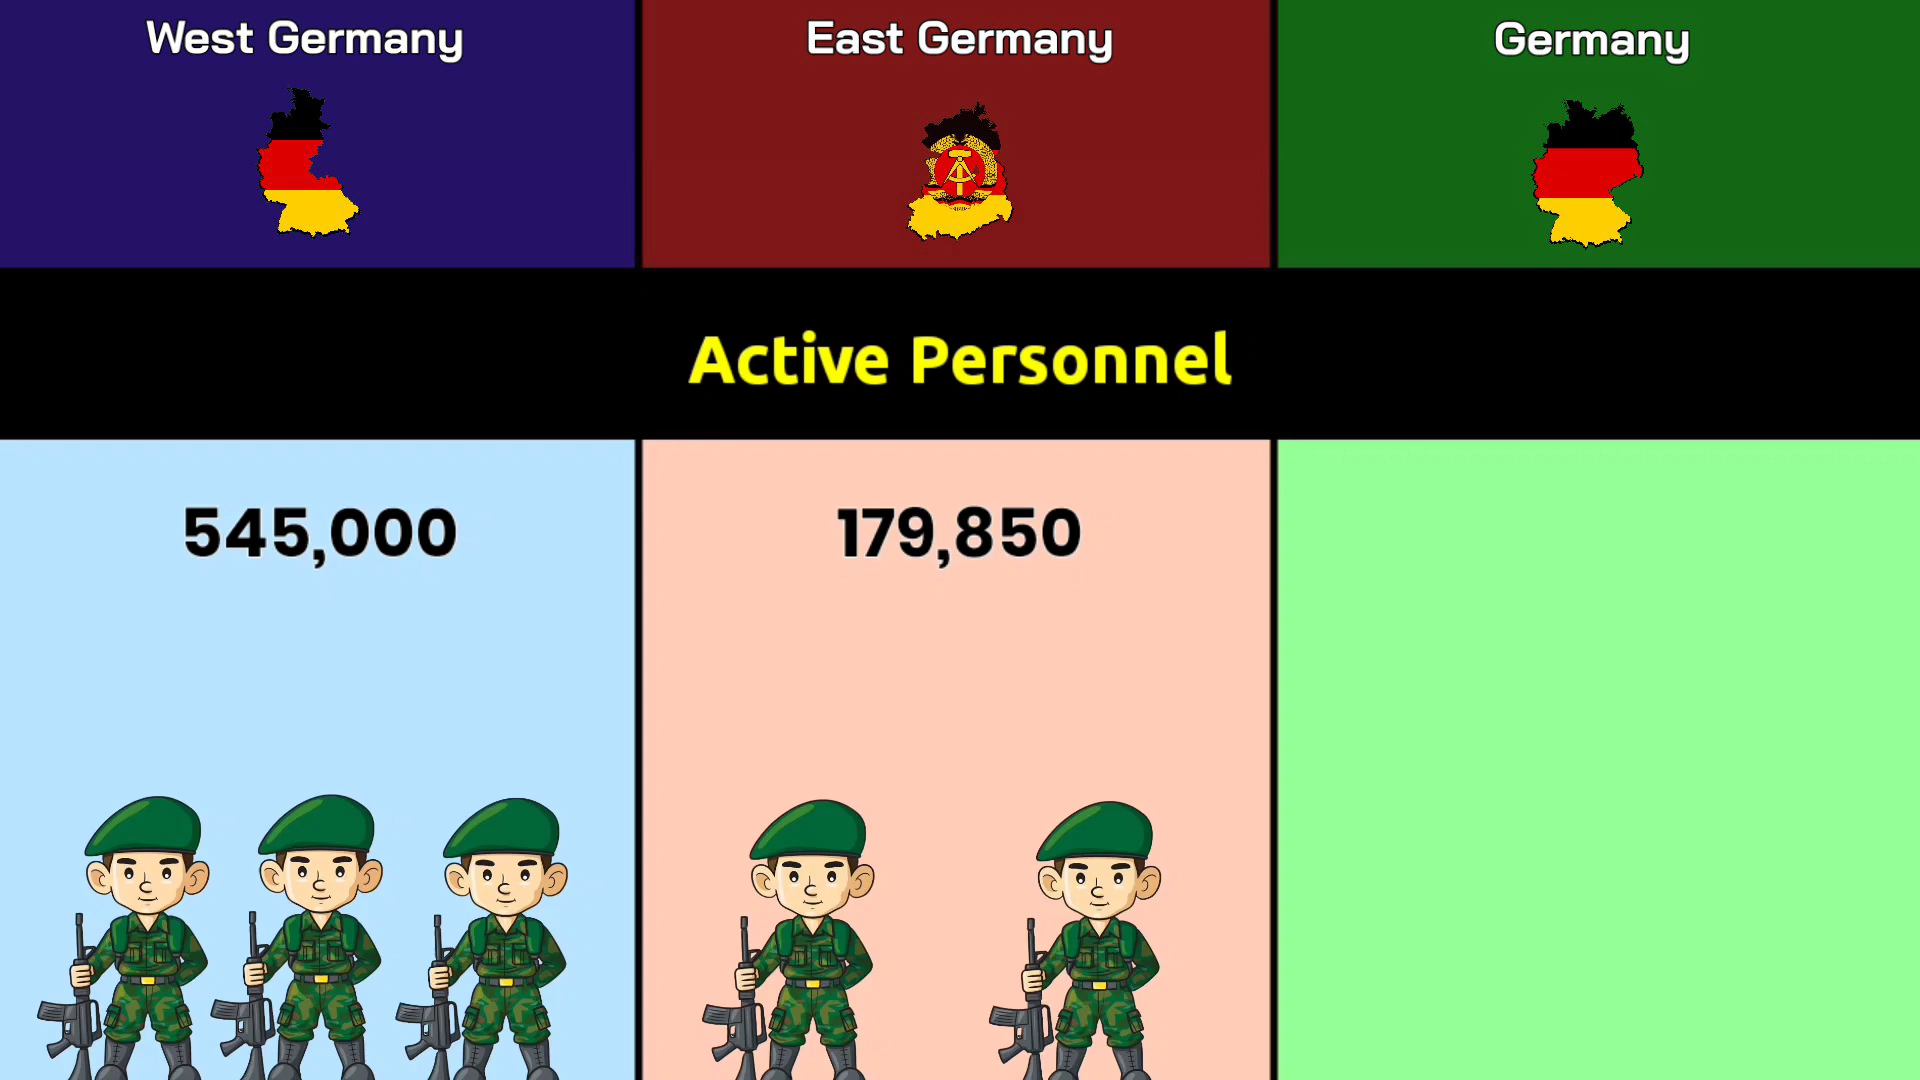 West Germany
East Germany
Germany
Active Personnel
545,000
179,850